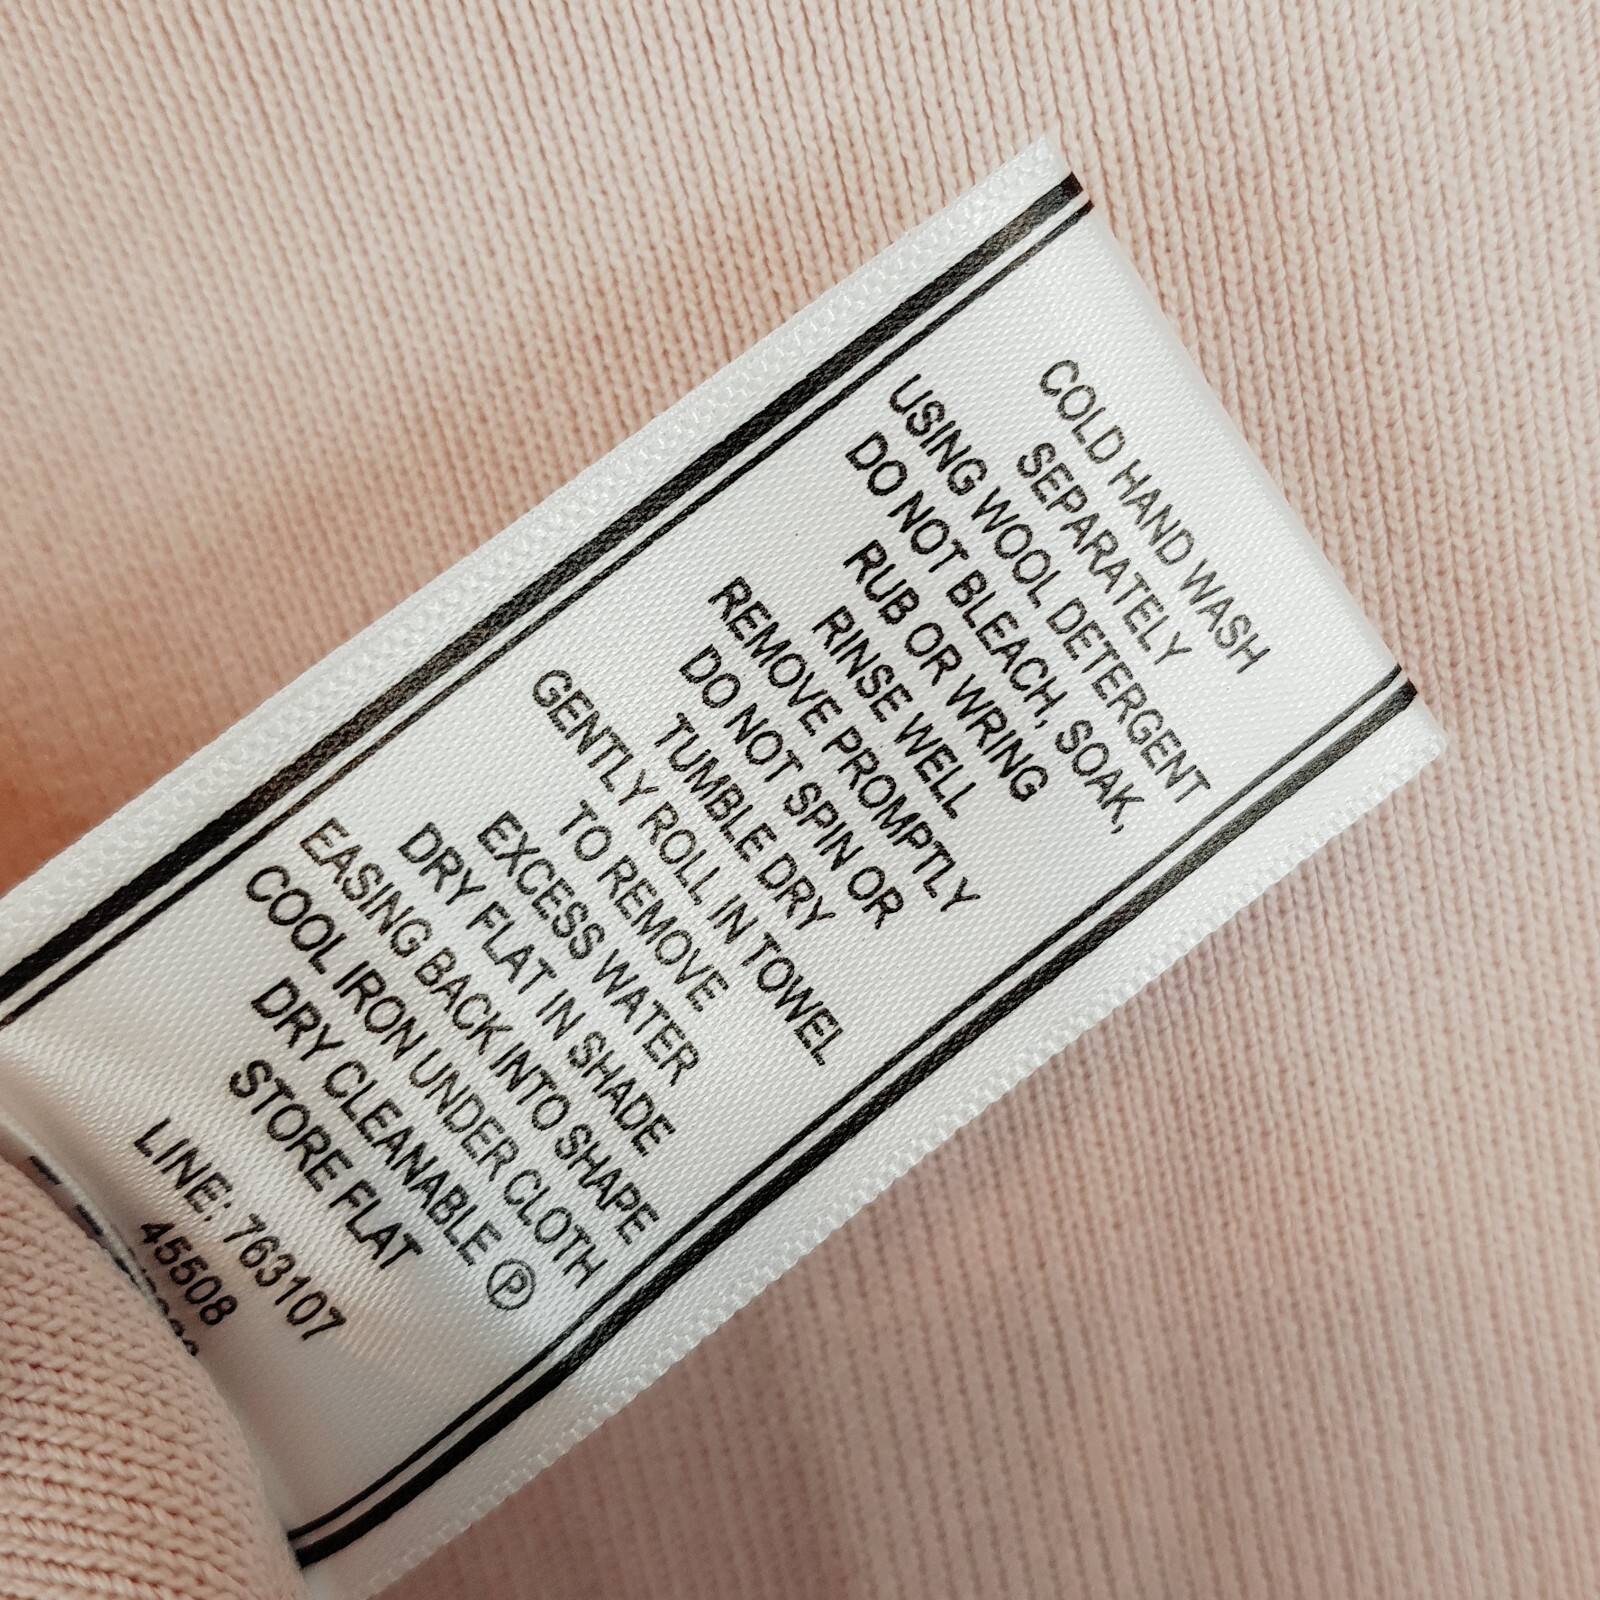 COLD HAND WASH
SEPARATELY
USING WOOL DETERGENT
DO NOT BLEACH, SOAK,
RUB OR WRING
RINSE WELL
REMOVE PROMPTLY
DO NOT SPIN OR
TUMBLE DRY
GENTLY ROLL IN TOWEL
TO REMOVE
EXCESS WATER
DRY FLAT IN SHADE
EASING BACK INTO SHAPE
COOL IRON UNDER CLOTH
DRY CLEANABLE Ⓟ
STORE FLAT
LINE: 763107
45508